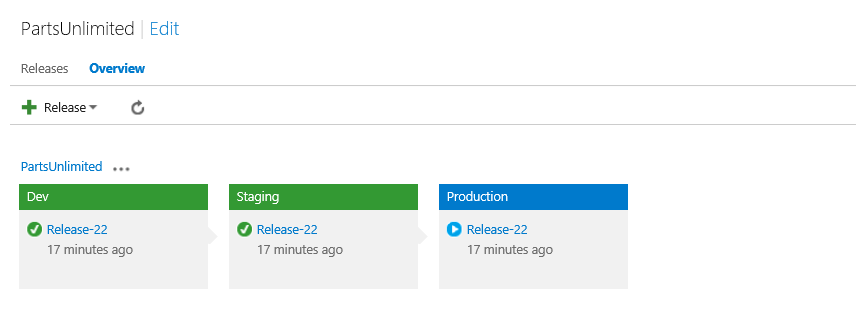 PartsUnlimited | Edit
Releases Overview
Release
PartsUnlimited ...
Dev Staging Production
Release-22 Release-22 Release-22
17 minutes ago 17 minutes ago 17 minutes ago